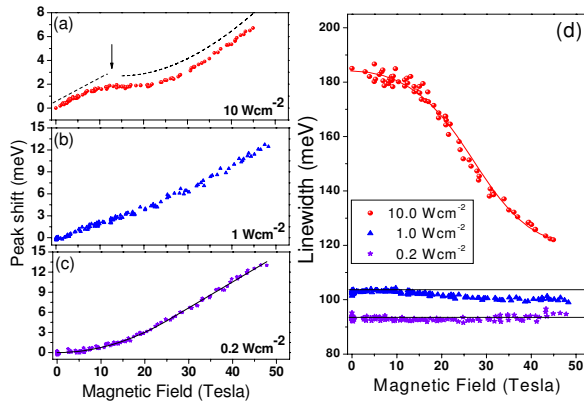 (a)
8
6
4
2
0
10 Wcm-2
(b)
15
12
9
6
3
0
1 Wcm-2
(c)
15
12
9
6
3
0
0.2 Wcm-2
Peak shift (meV)
0 10 20 30 40 50
Magnetic Field (Tesla)
(d)
200
180
160
140
120
100
80
Linewidth (meV)
10.0 Wcm-2
1.0 Wcm-2
0.2 Wcm-2
0 10 20 30 40 50
Magnetic Field (Tesla)